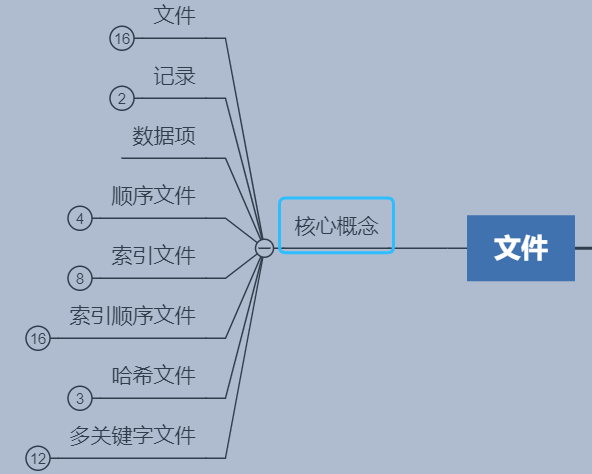 文件
16
记录
2
数据项
顺序文件
4
核心概念
文件
索引文件
8
索引顺序文件
16
哈希文件
3
多关键字文件
12